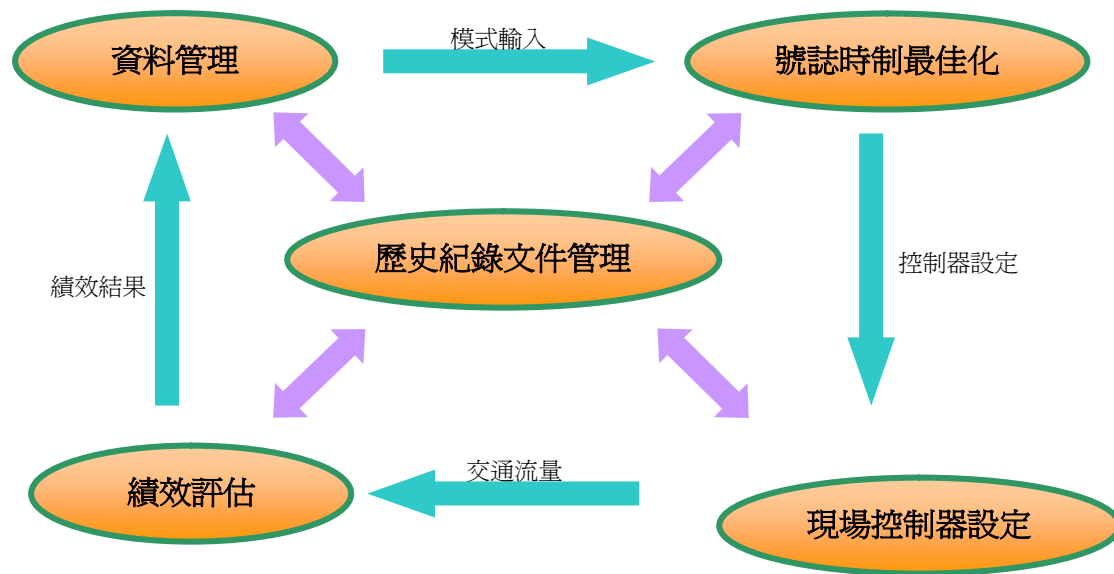 資料管理
模式輸入
號誌時制最佳化
歷史紀錄文件管理
績效結果
控制器設定
績效評估
交通流量
現場控制器設定